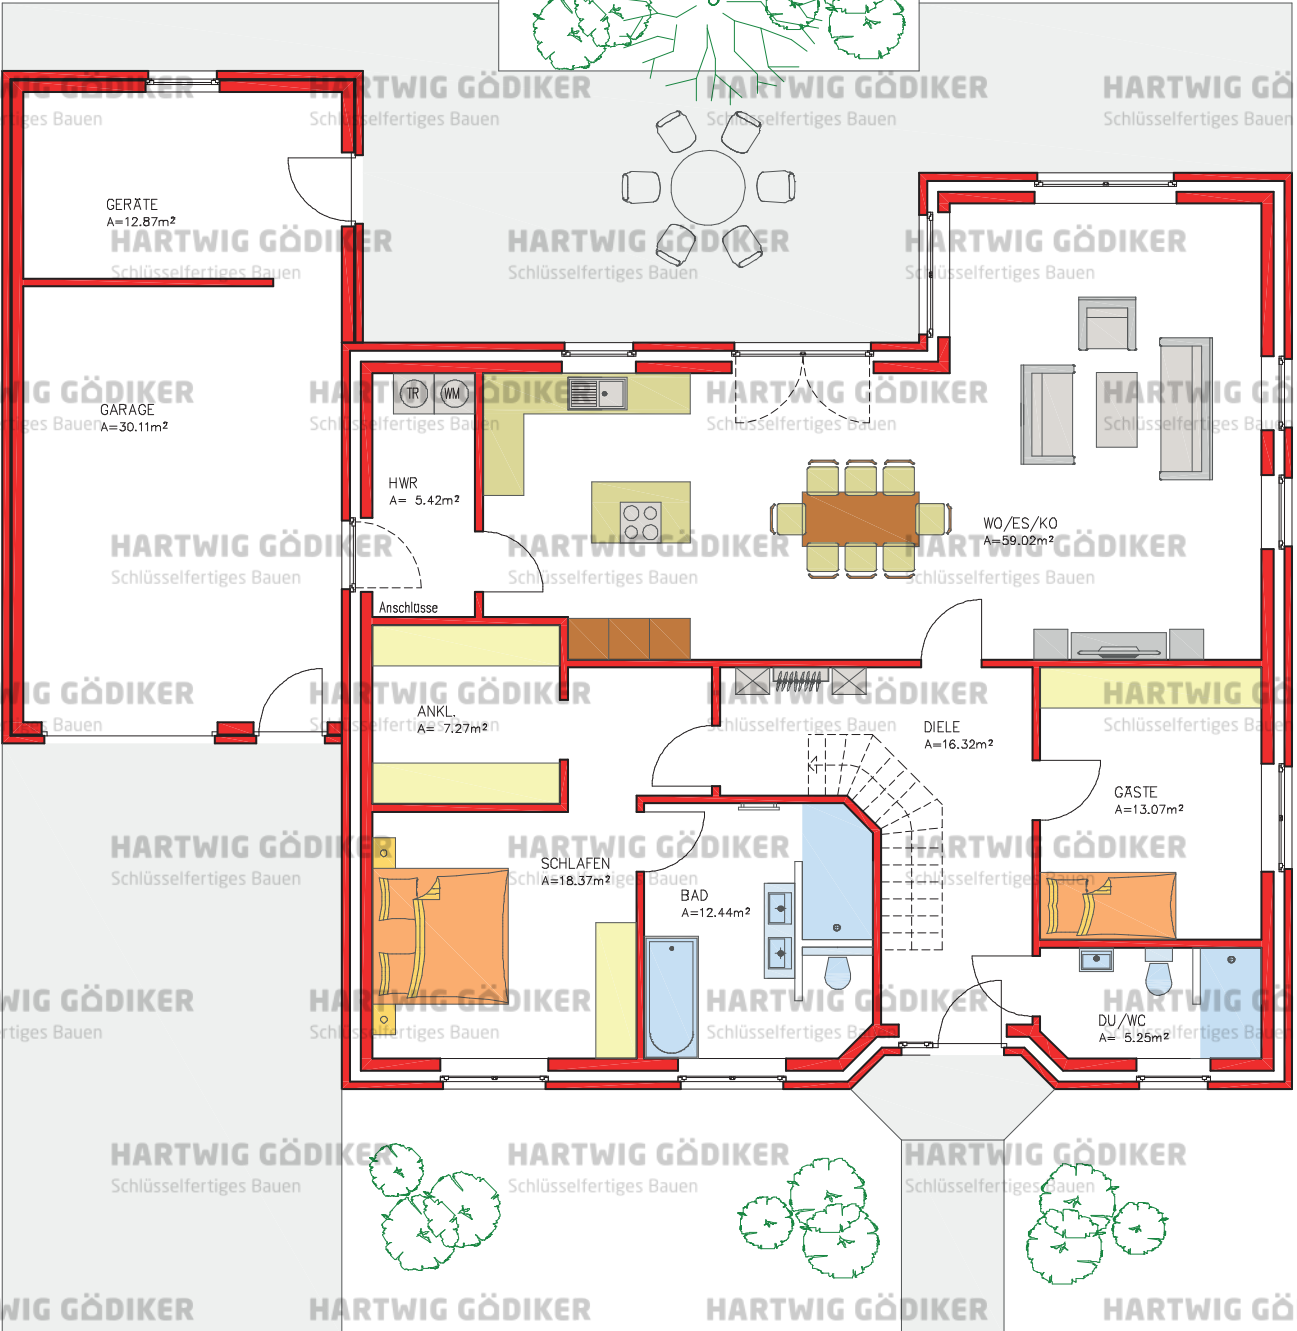 HARTWIG GÖDIKER
Schlüsselfertiges Bauen
GERÄTE
A=12.87m²
GARAGE
A=30.11m²
TR
WM
HWR
A= 5.42m²
Anschlüsse
WO/ES/KO
A=59.02m²
ANKL.
A= 7.27m²
DIELE
A=16.32m²
GÄSTE
A=13.07m²
SCHLAFEN
A=18.37m²
BAD
A=12.44m²
DU/WC
A= 5.25m²